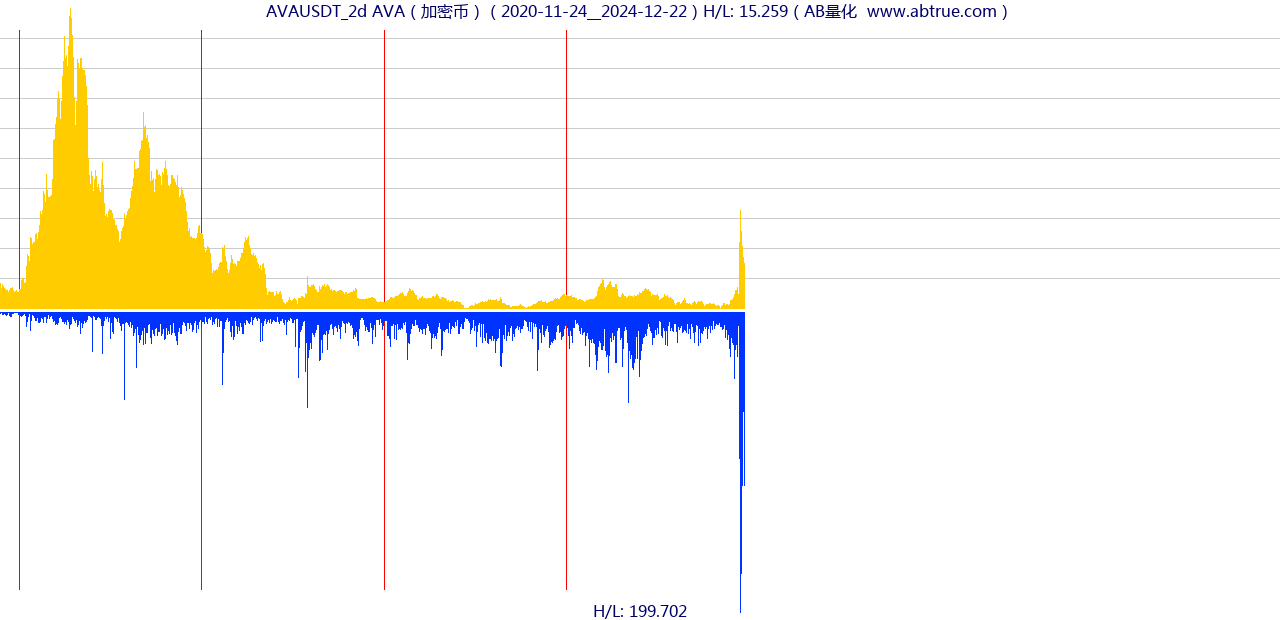 AVAUSDT_2d AVA ( 加密币 ) ( 2020-11-24__2024-12-22 ) H/L: 15.259 ( AB量化 www.abtrue.com )
H/L: 199.702